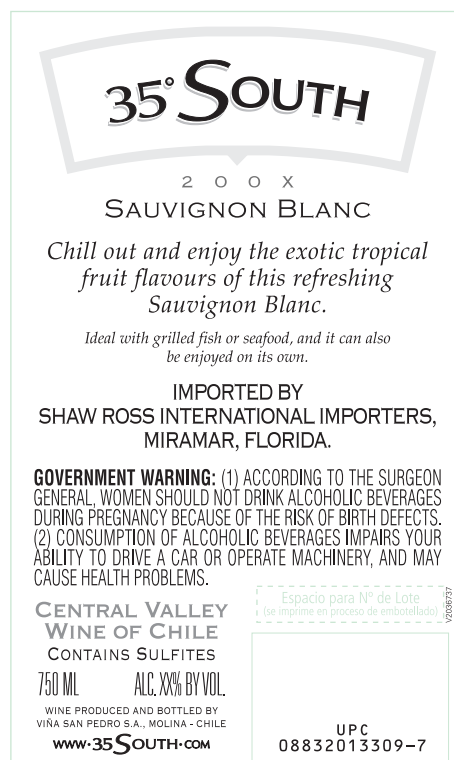 35° SOUTH
200X
SAUVIGNON BLANC
Chill out and enjoy the exotic tropical
fruit flavours of this refreshing
Sauvignon Blanc.
Ideal with grilled fish or seafood, and it can also
be enjoyed on its own.
IMPORTED BY
SHAW ROSS INTERNATIONAL IMPORTERS,
MIRAMAR, FLORIDA.
GOVERNMENT WARNING: (1) ACCORDING TO THE SURGEON
GENERAL, WOMEN SHOULD NOT DRINK ALCOHOLIC BEVERAGES
DURING PREGNANCY BECAUSE OF THE RISK OF BIRTH DEFECTS.
(2) CONSUMPTION OF ALCOHOLIC BEVERAGES IMPAIRS YOUR
ABILITY TO DRIVE A CAR OR OPERATE MACHINERY, AND MAY
CAUSE HEALTH PROBLEMS.
Espacio para Nº de Lote
(se imprime en proceso de embotellado)
V2036737
CENTRAL VALLEY
WINE OF CHILE
CONTAINS SULFITES
750 ML ALC. XX% BY VOL.
WINE PRODUCED AND BOTTLED BY
VIÑA SAN PEDRO S.A., MOLINA - CHILE
WWW·35SOUTH·COM
UPC
08832013309-7